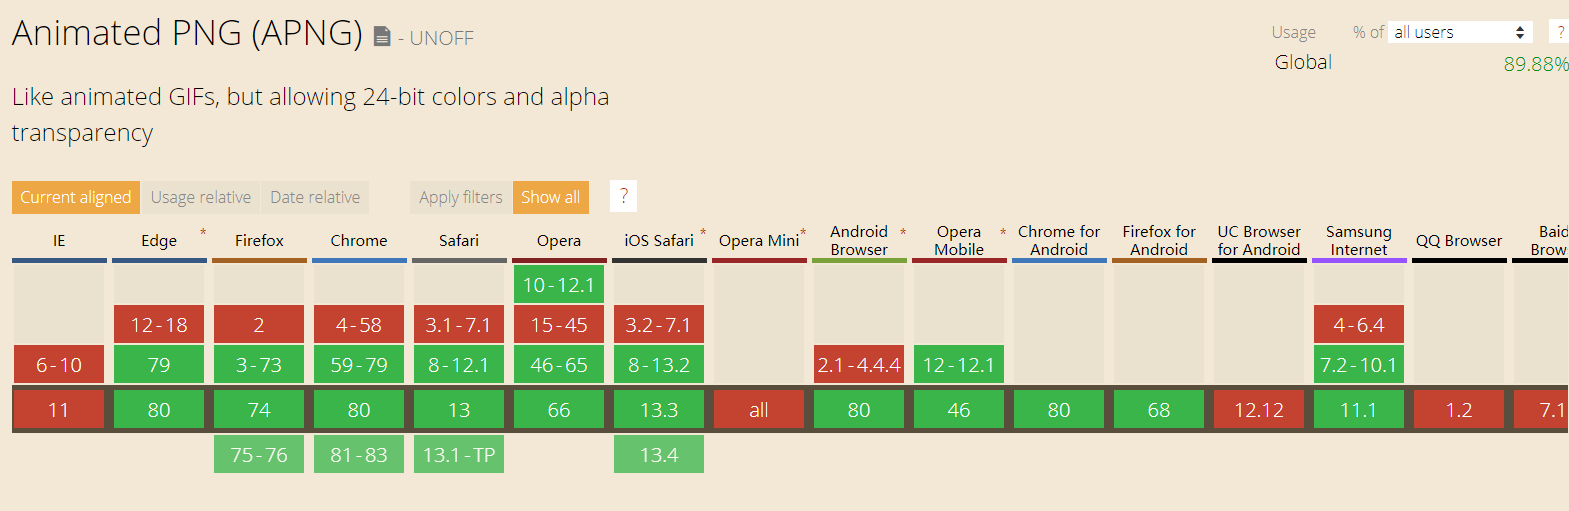 Animated PNG (APNG) - UNOFF
Usage % of all users ?
Global 89.88%
Like animated GIFs, but allowing 24-bit colors and alpha
transparency
Current aligned Usage relative Date relative Apply filters Show all ?
IE Edge * Firefox Chrome Safari Opera iOS Safari * Opera Mini * Android Browser * Opera Mobile * Chrome for Android Firefox for Android UC Browser for Android Samsung Internet QQ Browser Baid Brow
10-12.1
12-18 2 4-58 3.1-7.1 15-45 3.2-7.1 4-6.4
6-10 79 3-73 59-79 8-12.1 46-65 8-13.2 2.1-4.4.4 12-12.1 7.2-10.1
11 80 74 80 13 66 13.3 all 80 46 80 68 12.12 11.1 1.2 7.1
75-76 81-83 13.1-TP 13.4